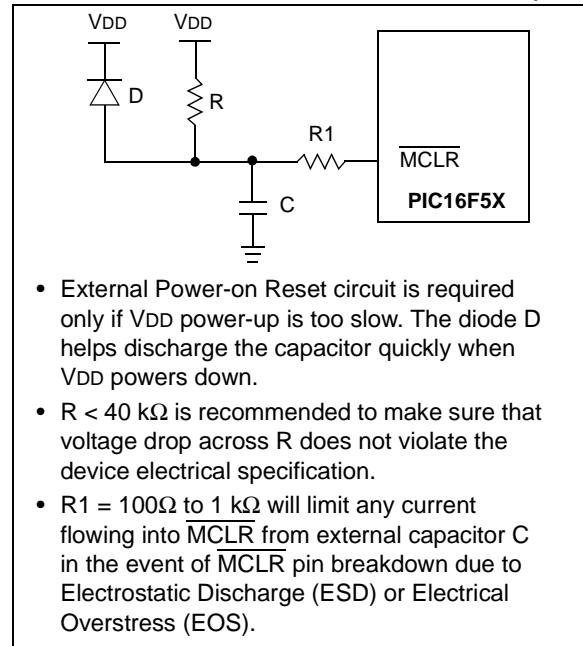 VDD VDD
D
R
R1
C
MCLR
PIC16F5X
• External Power-on Reset circuit is required
only if VDD power-up is too slow. The diode D
helps discharge the capacitor quickly when
VDD powers down.
• R < 40 kΩ is recommended to make sure that
voltage drop across R does not violate the
device electrical specification.
• R1 = 100Ω to 1 kΩ will limit any current
flowing into MCLR from external capacitor C
in the event of MCLR pin breakdown due to
Electrostatic Discharge (ESD) or Electrical
Overstress (EOS).